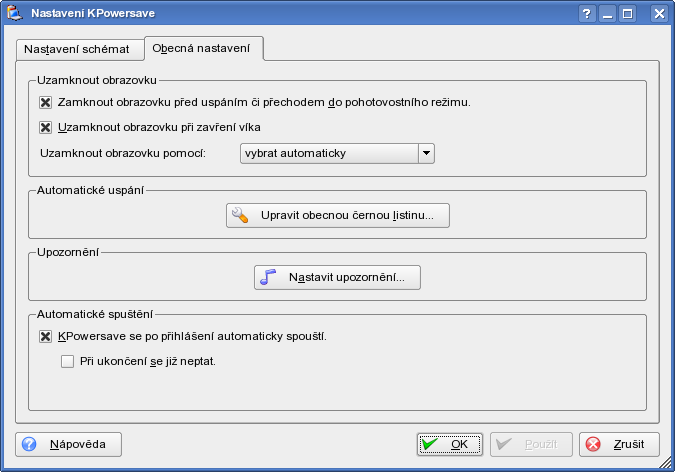 Nastavení KPowersave
Nastavení schémat
Obecná nastavení
Uzamknout obrazovku
Zamknout obrazovku před uspáním či přechodem do pohotovostního režimu.
Uzamknout obrazovku při zavření víka
Uzamknout obrazovku pomocí:
vybrat automaticky
Automatické uspání
Upravit obecnou černou listinu...
Upozornění
Nastavit upozornění...
Automatické spuštění
KPowersave se po přihlášení automaticky spouští.
Při ukončení se již neptat.
Nápověda
OK
Použít
Zrušit